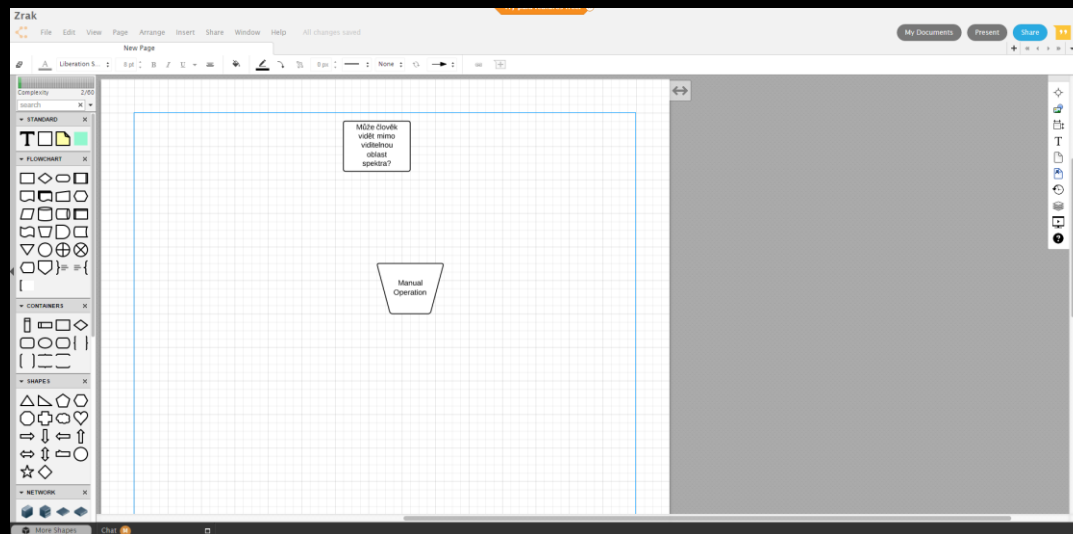 Zrak
File Edit View Page Arrange Insert Share Window Help All changes saved
My Documents Present Share
New Page
Liberation S... 8 pt B I U 0 px None
Complexity 2/60
search
STANDARD
T
FLOWCHART
CONTAINERS
SHAPES
NETWORK
Může člověk
vidět mimo
viditelnou
oblast
spektra?
Manual
Operation
T
More Shapes Chat